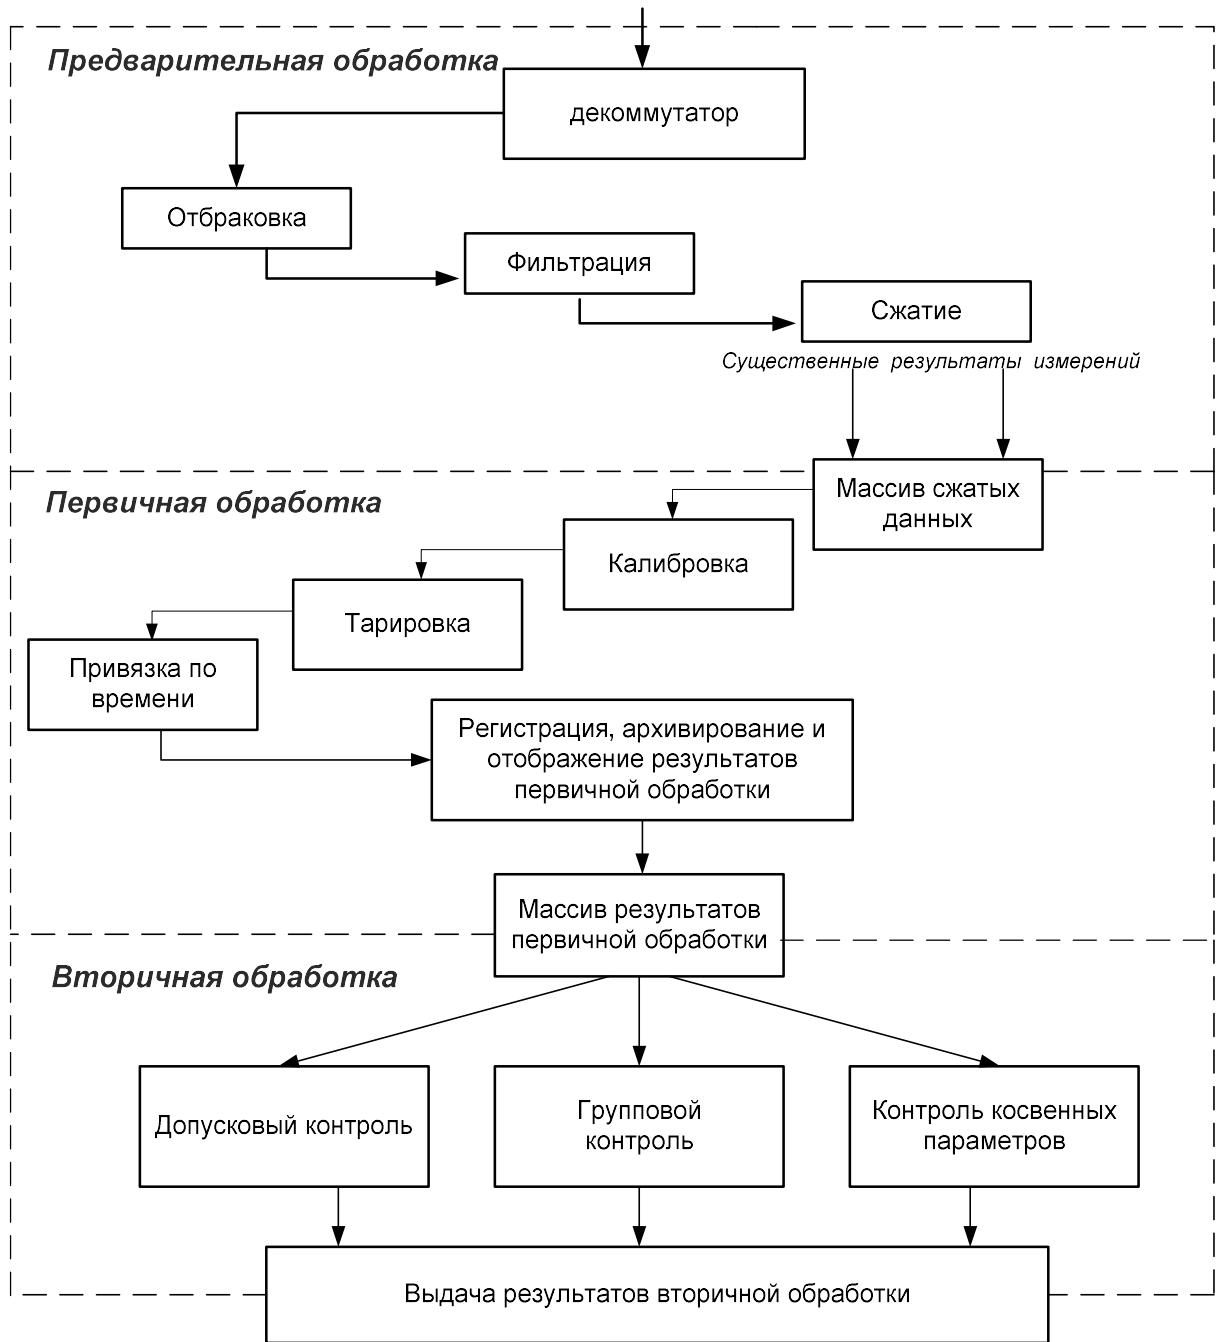 Предварительная обработка
декоммутатор
Отбраковка
Фильтрация
Сжатие
Существенные результаты измерений
Первичная обработка
Массив сжатых
данных
Калибровка
Тарировка
Привязка по
времени
Регистрация, архивирование и
отображение результатов
первичной обработки
Массив результатов
первичной обработки
Вторичная обработка
Допусковый контроль
Групповой
контроль
Контроль косвенных
параметров
Выдача результатов вторичной обработки